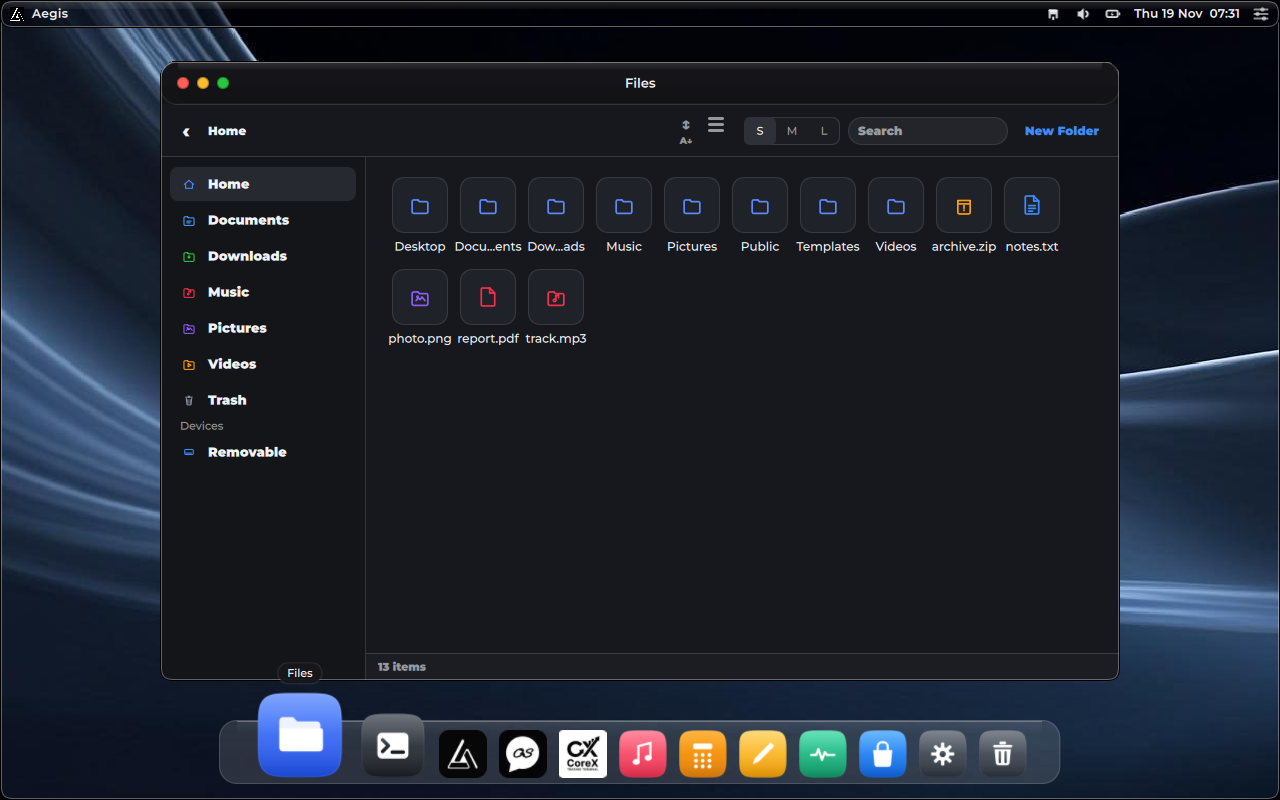 Aegis
Thu 19 Nov 07:31
Files
Home
A
S M L
Search
New Folder
Home
Documents
Downloads
Music
Pictures
Videos
Trash
Devices
Removable
Desktop Docu...ents Dow...ads Music Pictures Public Templates Videos archive.zip notes.txt
photo.png report.pdf track.mp3
13 items
Files
CX
CoreX